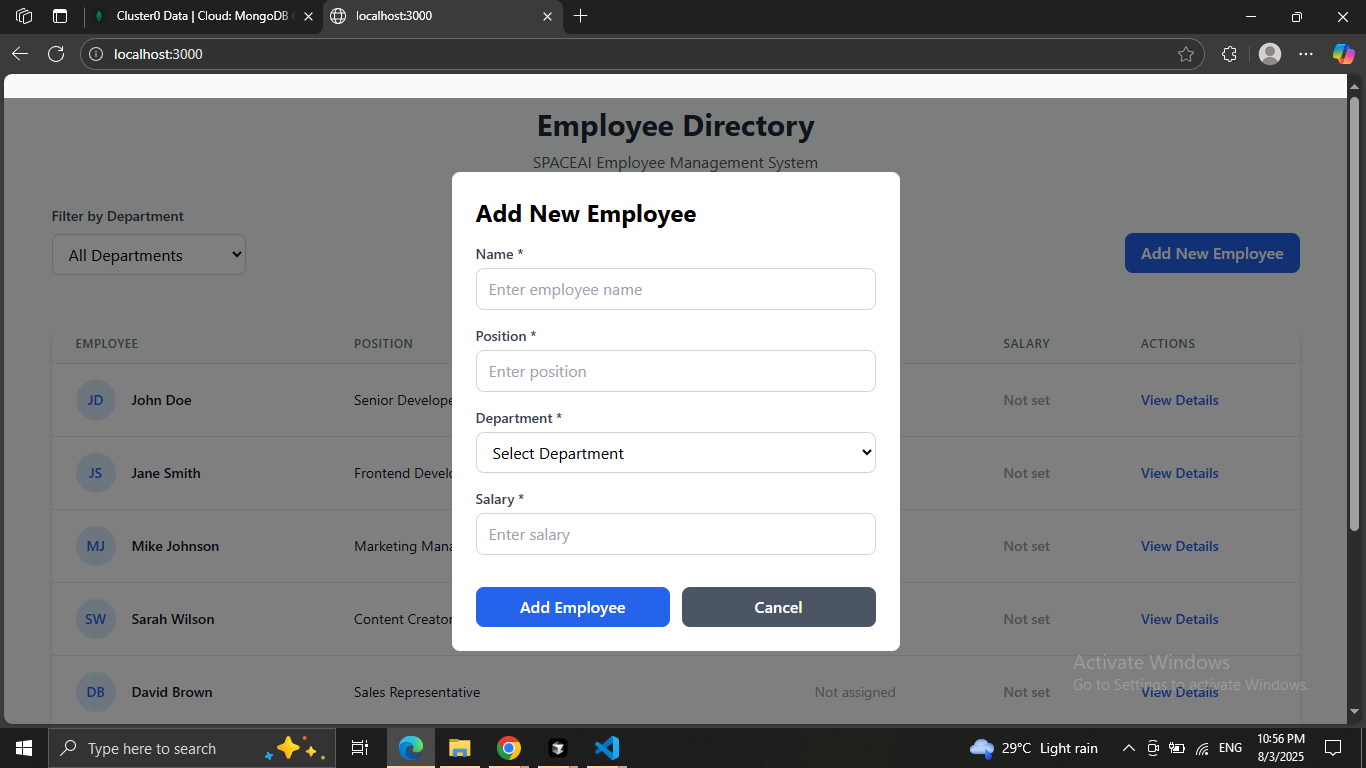 Cluster0 Data | Cloud: MongoDB
localhost:3000
localhost:3000
Employee Directory
SPACEAI Employee Management System
Filter by Department
All Departments
Add New Employee
EMPLOYEE POSITION SALARY ACTIONS
JD John Doe Senior Develope Not set View Details
JS Jane Smith Frontend Devel Not set View Details
MJ Mike Johnson Marketing Man Not set View Details
SW Sarah Wilson Content Creator Not set View Details
DB David Brown Sales Representative Not assigned Not set View Details
Add New Employee
Name *
Enter employee name
Position *
Enter position
Department *
Select Department
Salary *
Enter salary
Add Employee Cancel
Activate Windows
Go to Settings to activate Windows.
Type here to search
29°C Light rain
ENG
10:56 PM
8/3/2025